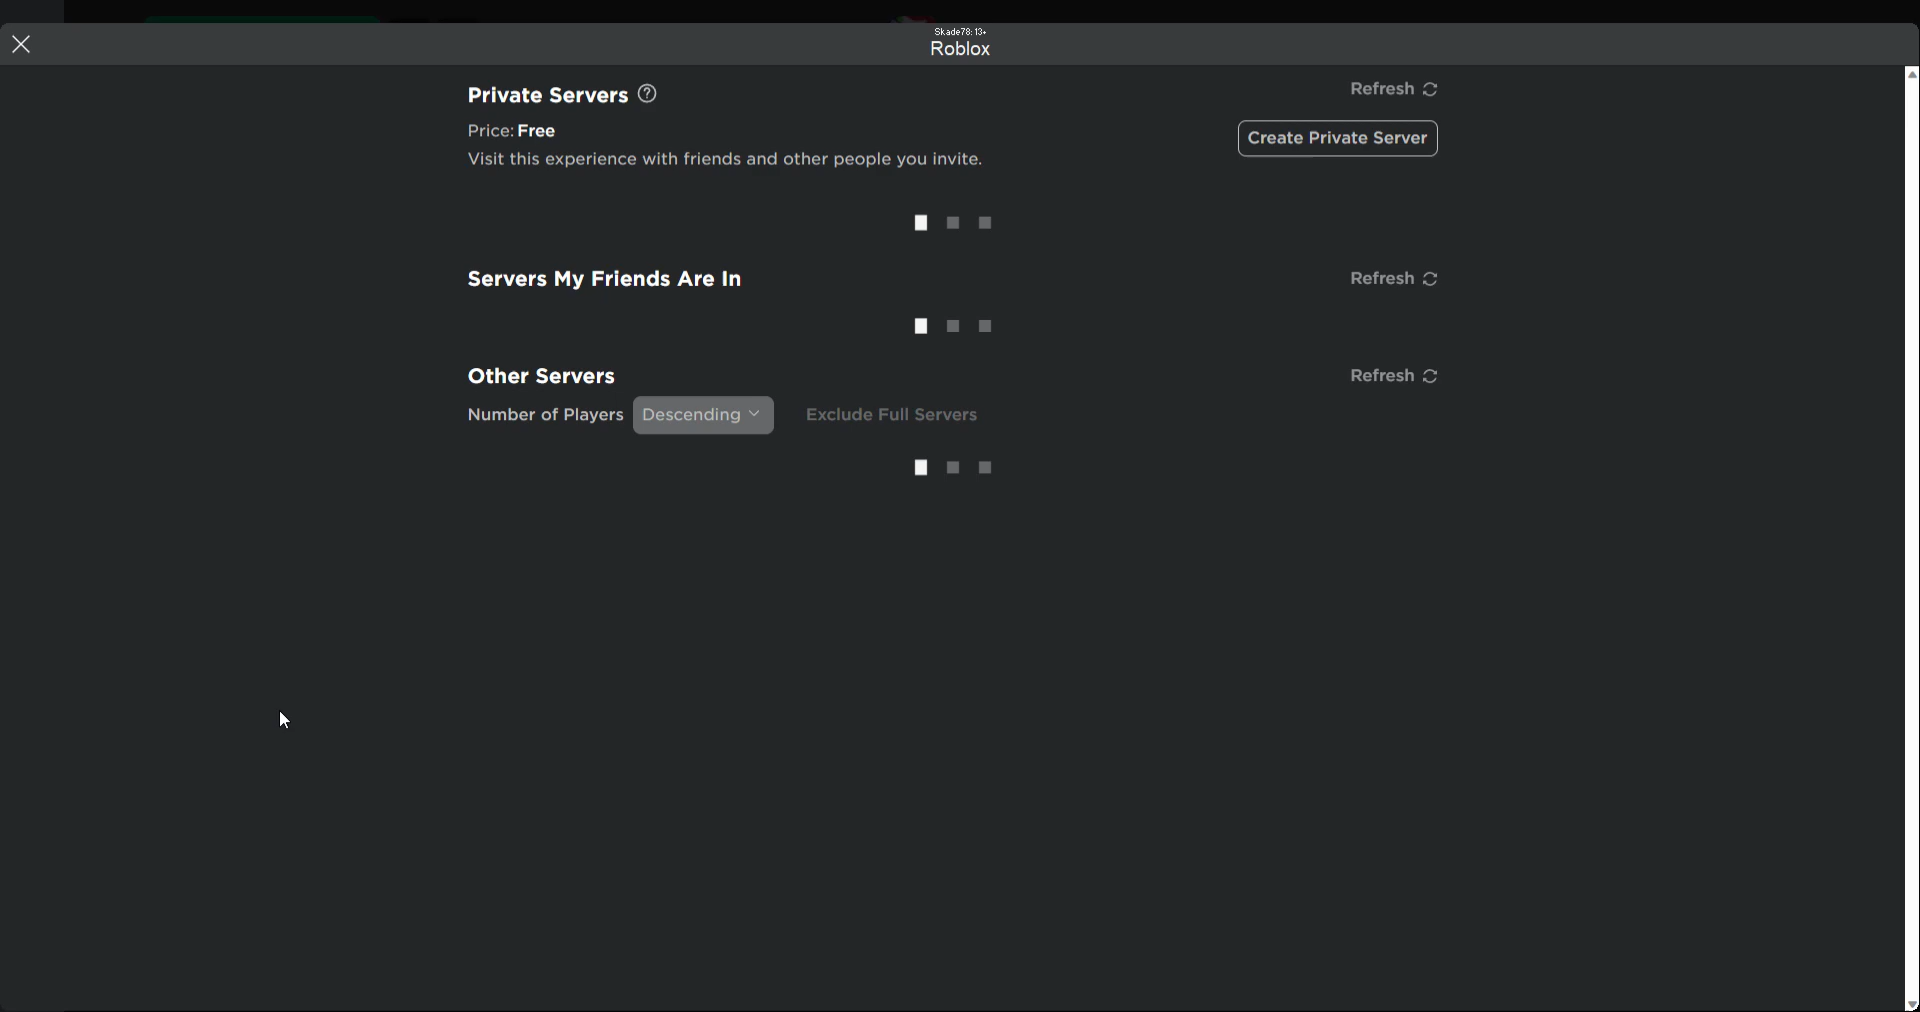 Skade78: 13+
Roblox
Private Servers
Refresh
Price: Free
Create Private Server
Visit this experience with friends and other people you invite.
Servers My Friends Are In
Refresh
Other Servers
Refresh
Number of Players Descending Exclude Full Servers